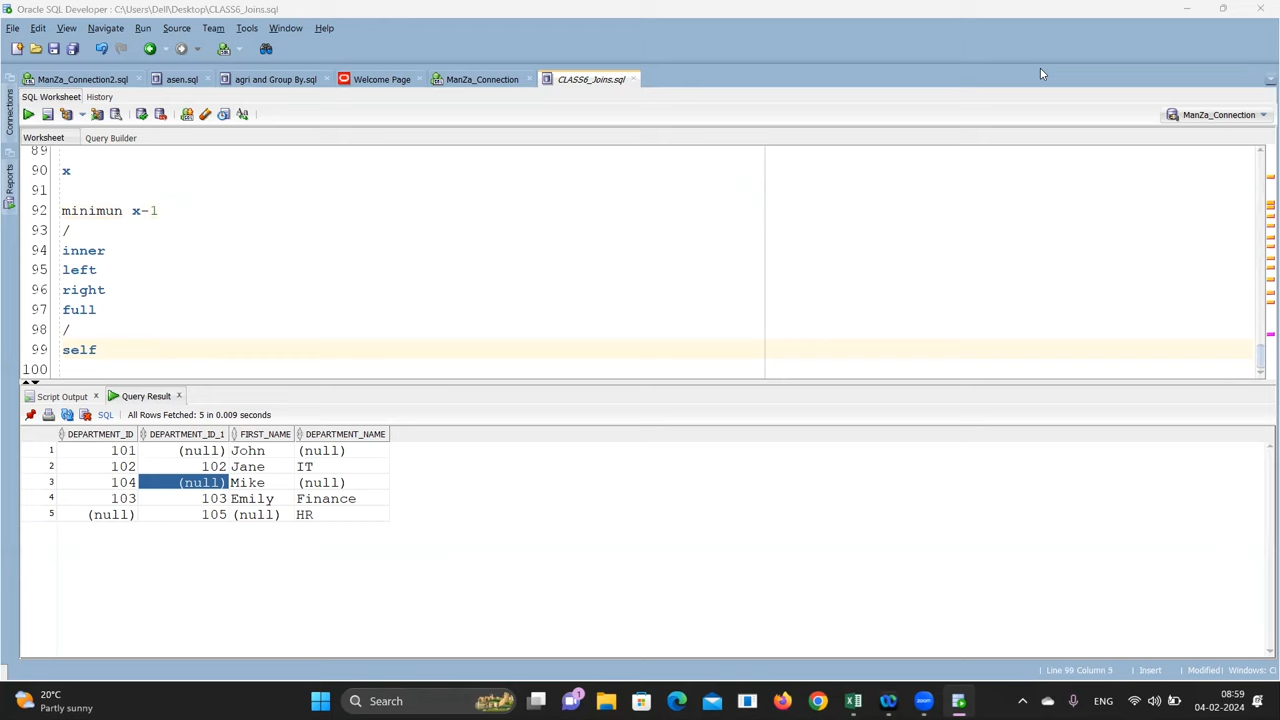 Oracle SQL Developer : C:\Users\Dell\Desktop\CLASS6_Joins.sql
File Edit View Navigate Run Source Team Tools Window Help
ManZa_Connection2.sql asen.sql agri and Group By.sql Welcome Page ManZa_Connection CLASS6_Joins.sql
Connections
Reports
SQL Worksheet History
ManZa_Connection
Worksheet Query Builder
89
90 x
91
92 minimun x-1
93 /
94 inner
95 left
96 right
97 full
98 /
99 self
100
Script Output Query Result
SQL All Rows Fetched: 5 in 0.009 seconds
DEPARTMENT_ID DEPARTMENT_ID_1 FIRST_NAME DEPARTMENT_NAME
1 101 (null) John (null)
2 102 102 Jane IT
3 104 (null) Mike (null)
4 103 103 Emily Finance
5 (null) 105 (null) HR
Line 99 Column 5 Insert Modified Windows: C
20°C
Partly sunny
Search
1
zoom
ENG
08:59
04-02-2024